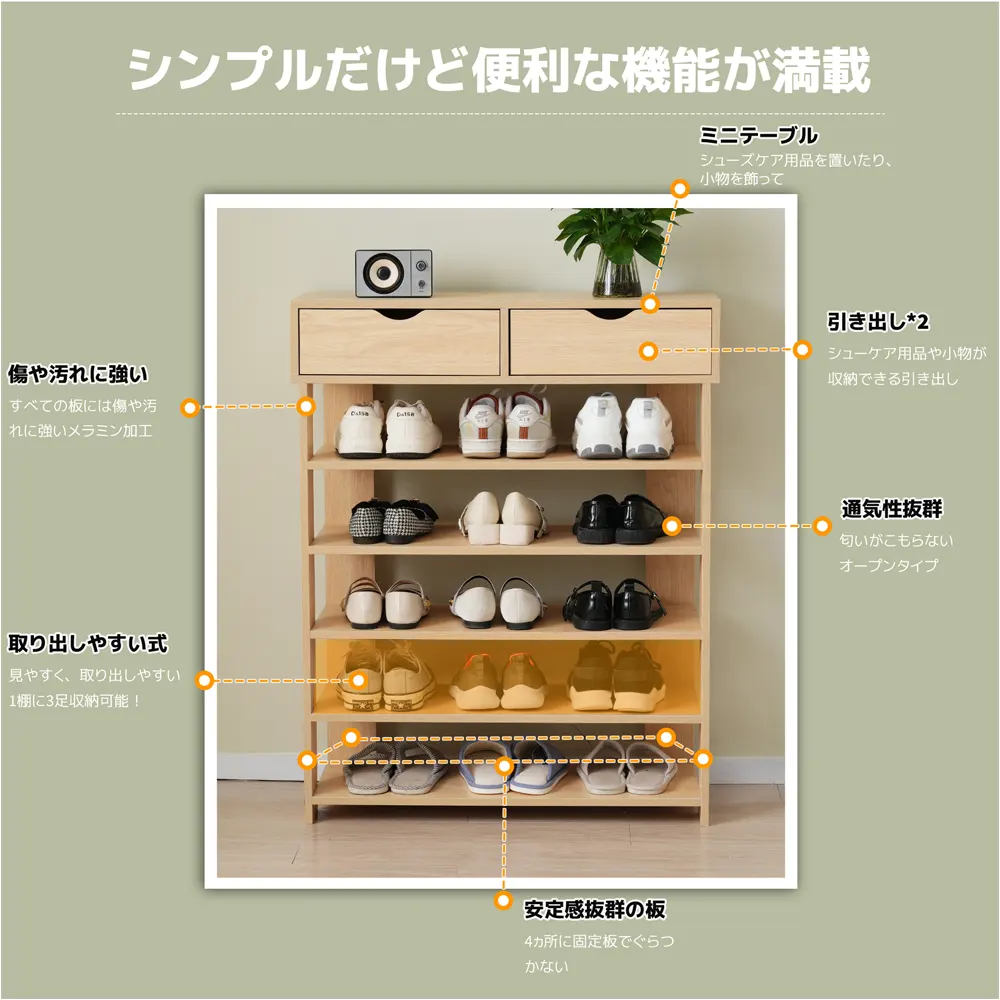 シンプルだけど便利な機能が満載
ミニテーブル
シューズケア用品を置いたり、
小物を飾って
引き出し*2
シューケア用品や小物が
収納できる引き出し
傷や汚れに強い
すべての板には傷や汚
れに強いメラミン加工
通気性抜群
匂いがこもらない
オープンタイプ
取り出しやすい式
見やすく、取り出しやすい
1棚に3足収納可能！
安定感抜群の板
4ヵ所に固定板でぐらつ
かない